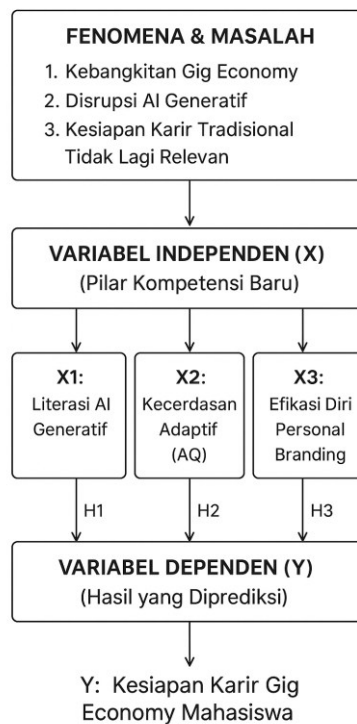 FENOMENA & MASALAH
1. Kebangkitan Gig Economy
2. Disrupsi AI Generatif
3. Kesiapan Karir Tradisional
Tidak Lagi Relevan
VARIABEL INDEPENDEN (X)
(Pilar Kompetensi Baru)
X1:
Literasi AI
Generatif
X2:
Kecerdasan
Adaptif
(AQ)
X3:
Efikasi Diri
Personal
Branding
H1
H2
H3
VARIABEL DEPENDEN (Y)
(Hasil yang Diprediksi)
Y: Kesiapan Karir Gig
Economy Mahasiswa